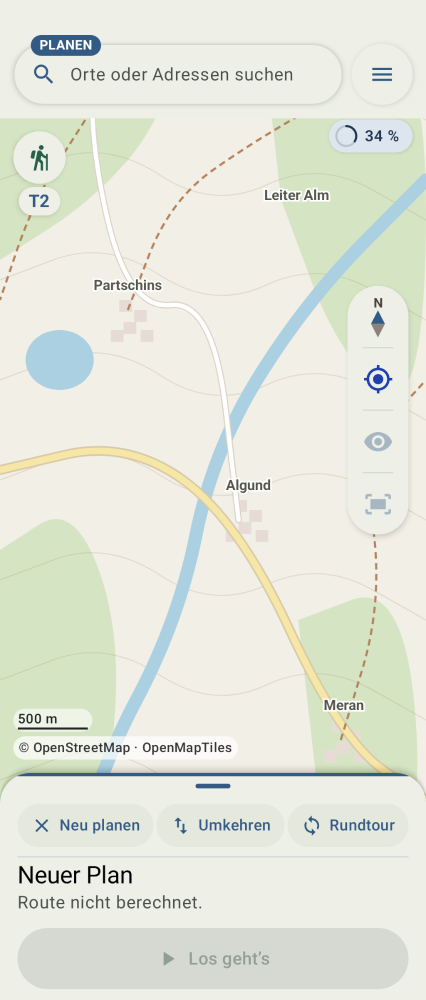 PLANEN
Orte oder Adressen suchen
34 %
T2
Leiter Alm
Partschins
N
Algund
Meran
500 m
© OpenStreetMap · OpenMapTiles
Neu planen
Umkehren
Rundtour
Neuer Plan
Route nicht berechnet.
Los geht's